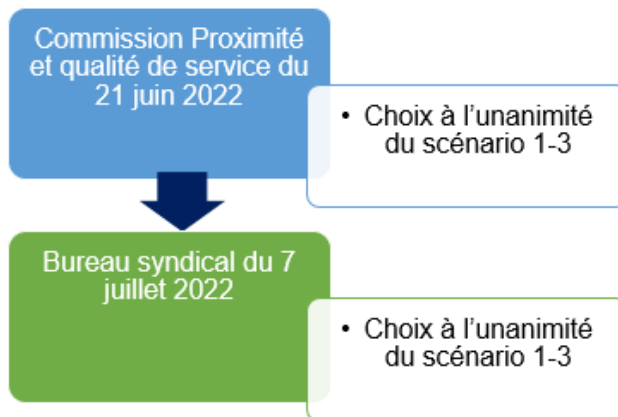 Commission Proximité
et qualité de service du
21 juin 2022
• Choix à l'unanimité
du scénario 1-3
Bureau syndical du 7
juillet 2022
• Choix à l'unanimité
du scénario 1-3